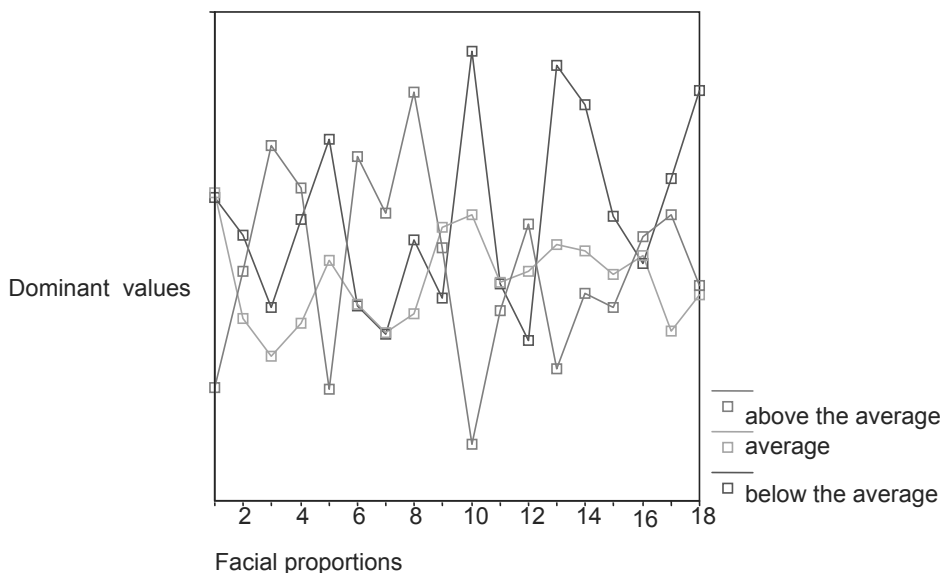 Dominant values
above the average
average
below the average
2 4 6 8 10 12 14 16 18
Facial proportions